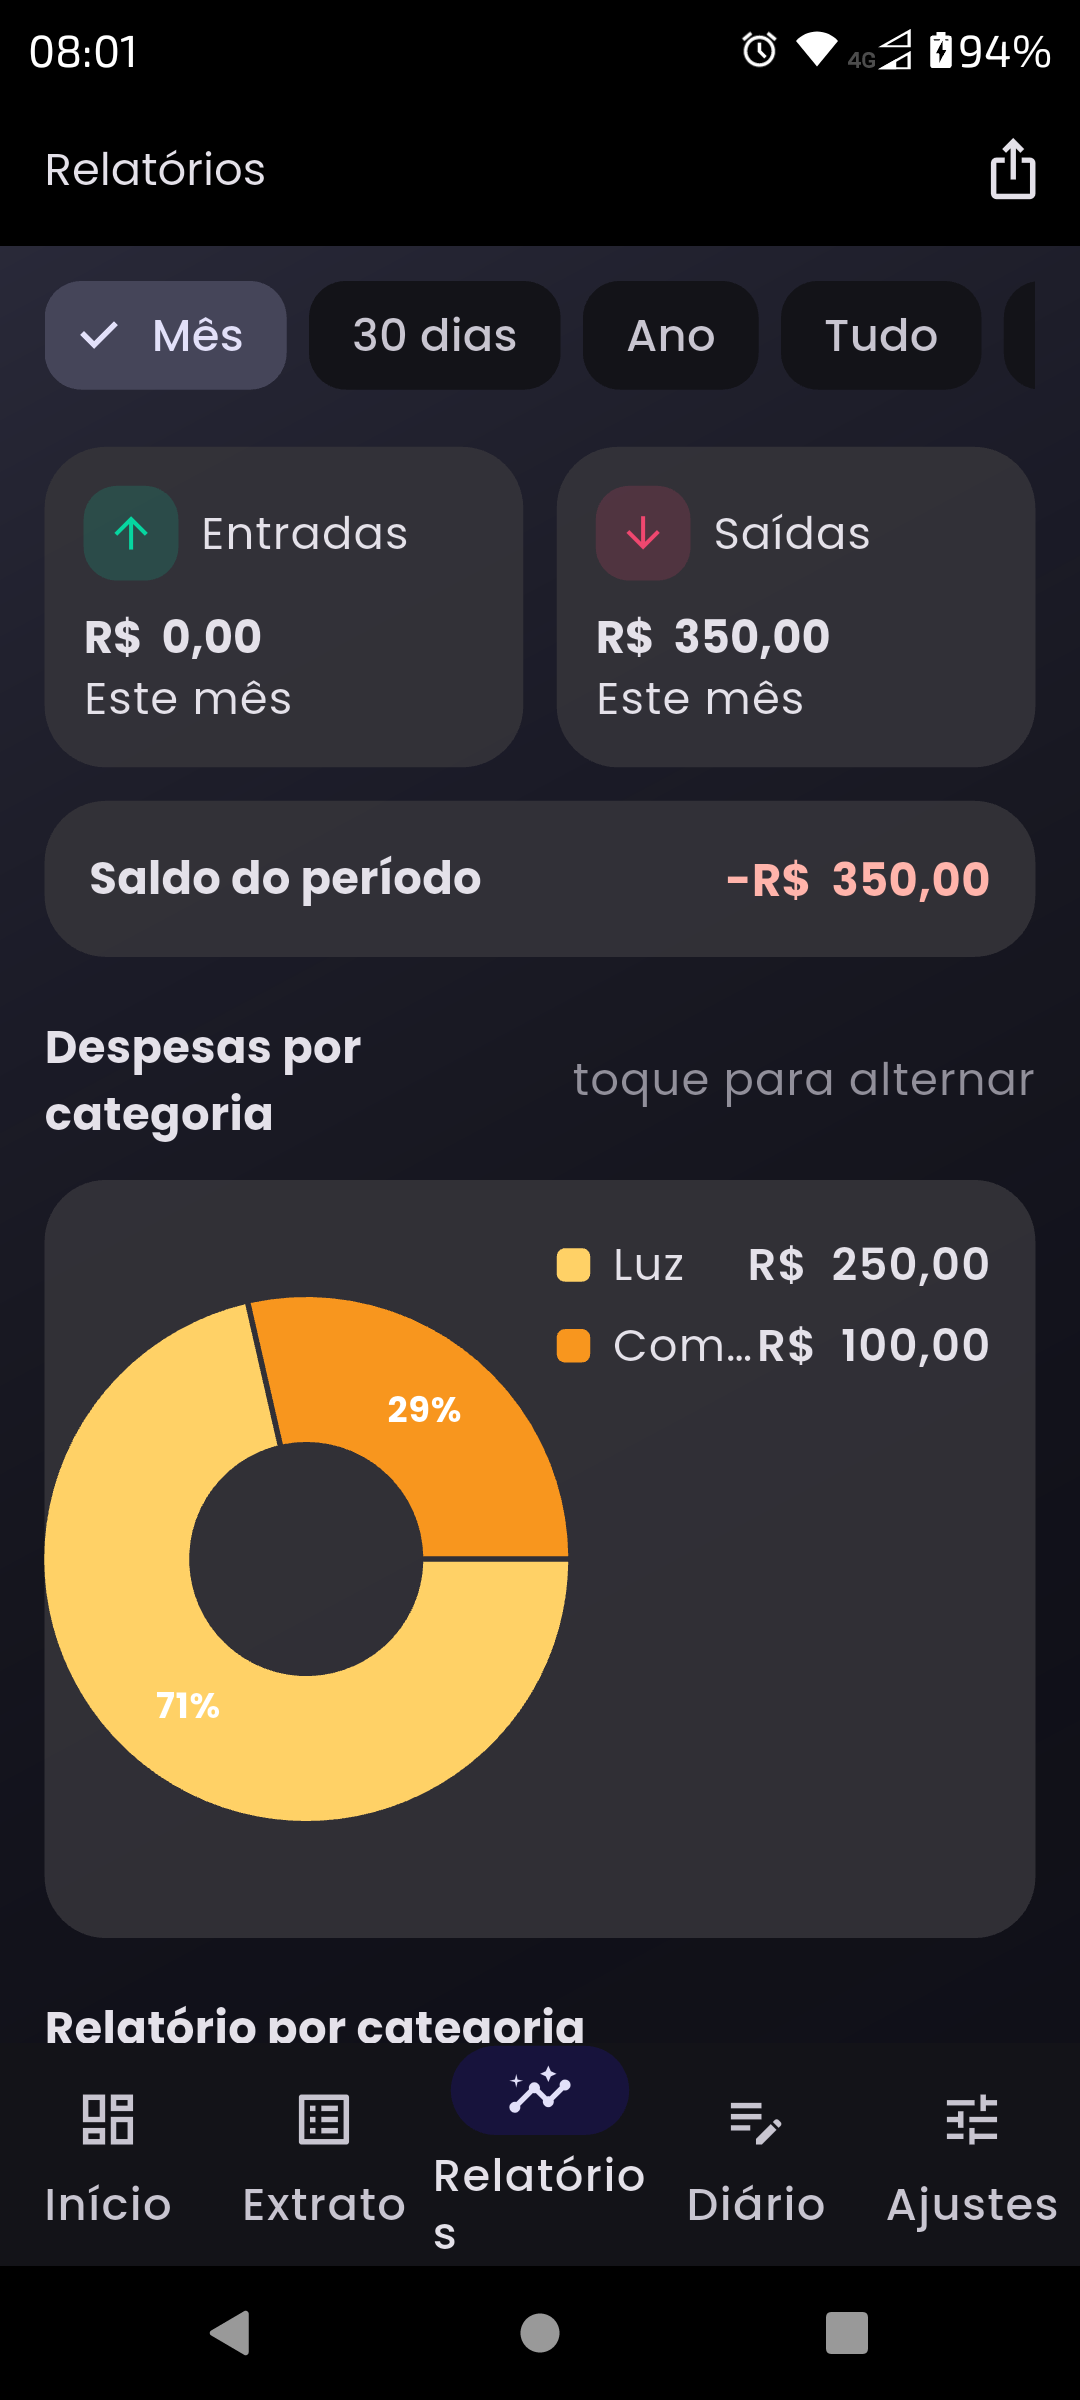 08:01
4G
94%
Relatórios
Mês
30 dias
Ano
Tudo
Entradas
R$ 0,00
Este mês
Saídas
R$ 350,00
Este mês
Saldo do período
-R$ 350,00
Despesas por
categoria
toque para alternar
Luz R$ 250,00
Com... R$ 100,00
29%
71%
Relatório por categoria
Início
Extrato
Relatório
s
Diário
Ajustes